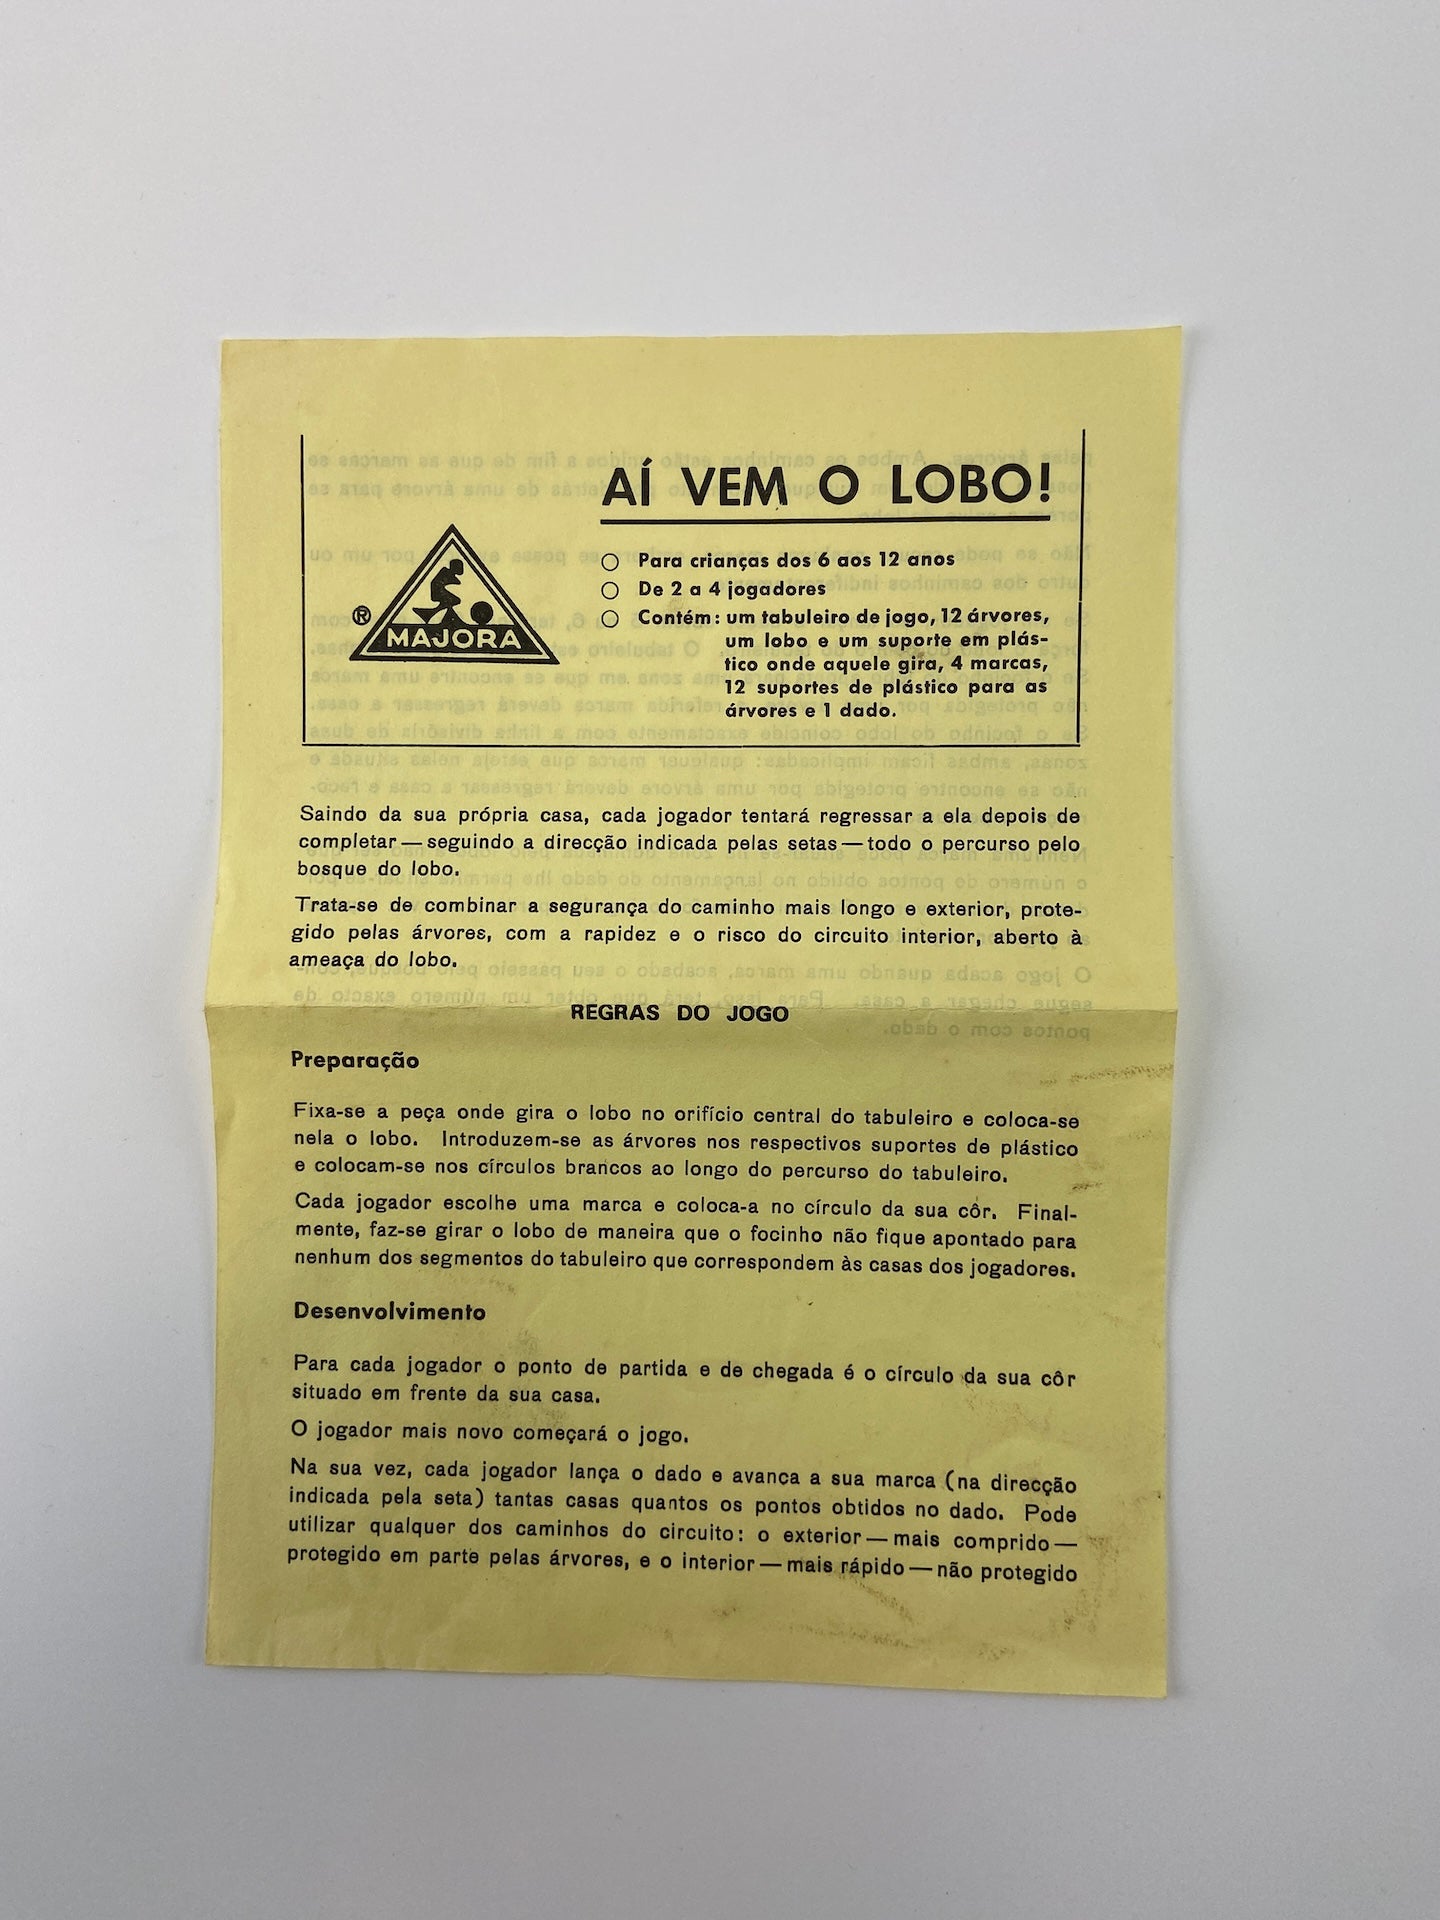 AÍ VEM O LOBO!
® MAJORA
Para crianças dos 6 aos 12 anos
De 2 a 4 jogadores
Contém: um tabuleiro de jogo, 12 árvores,
um lobo e um suporte em plás-
tico onde aquele gira, 4 marcas,
12 suportes de plástico para as
árvores e 1 dado.
Saindo da sua própria casa, cada jogador tentará regressar a ela depois de
completar — seguindo a direcção indicada pelas setas — todo o percurso pelo
bosque do lobo.
Trata-se de combinar a segurança do caminho mais longo e exterior, prote-
gido pelas árvores, com a rapidez e o risco do circuito interior, aberto à
ameaça do lobo.
REGRAS DO JOGO
Preparação
Fixa-se a peça onde gira o lobo no orifício central do tabuleiro e coloca-se
nela o lobo. Introduzem-se as árvores nos respectivos suportes de plástico
e colocam-se nos círculos brancos ao longo do percurso do tabuleiro.
Cada jogador escolhe uma marca e coloca-a no círculo da sua côr. Final-
mente, faz-se girar o lobo de maneira que o focinho não fique apontado para
nenhum dos segmentos do tabuleiro que correspondem às casas dos jogadores.
Desenvolvimento
Para cada jogador o ponto de partida e de chegada é o círculo da sua côr
situado em frente da sua casa.
O jogador mais novo começará o jogo.
Na sua vez, cada jogador lança o dado e avança a sua marca (na direcção
indicada pela seta) tantas casas quantos os pontos obtidos no dado. Pode
utilizar qualquer dos caminhos do circuito: o exterior — mais comprido —
protegido em parte pelas árvores, e o interior — mais rápido — não protegido